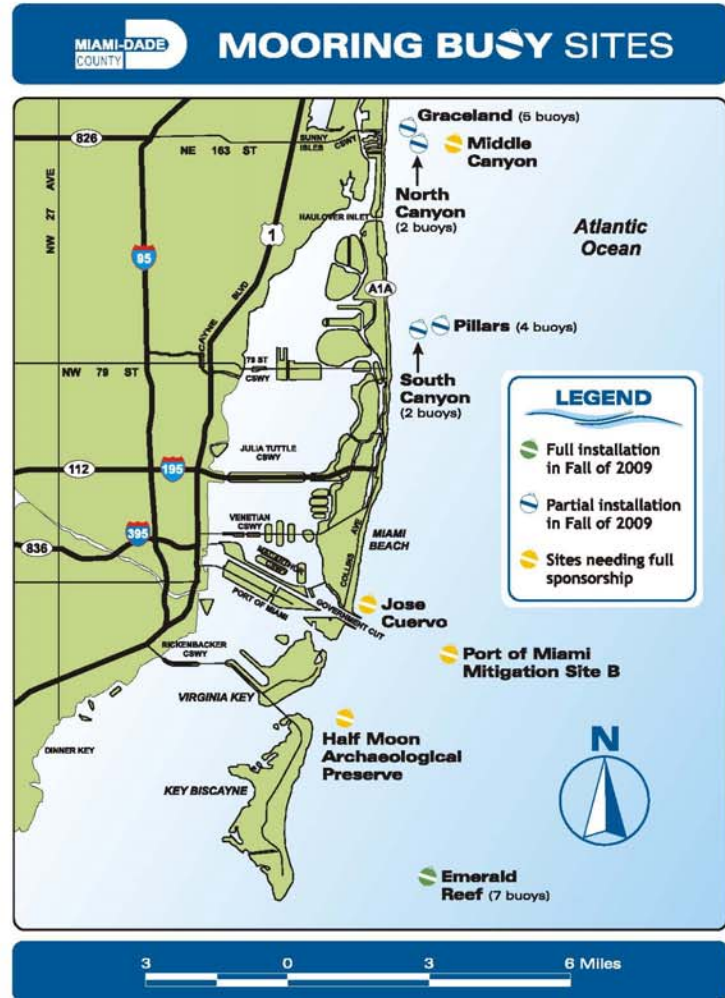 MIAMI-DADE
COUNTY
MOORING BUOY SITES
Graceland (5 buoys)
Middle
Canyon
North
Canyon
(2 buoys)
Atlantic
Ocean
826
NE 163 ST
SUNNY
ISLES
CSWY
NW 27 AVE
HAULOVER INLET
1
95
BISCAYNE BLVD
A1A
Pillars (4 buoys)
South
Canyon
(2 buoys)
NW 79 ST
79 ST
CSWY
LEGEND
Full installation
in Fall of 2009
Partial installation
in Fall of 2009
Sites needing full
sponsorship
JULIA TUTTLE
CSWY
112
195
VENETIAN
CSWY
395
836
MIAMI
BEACH
COLLINS AVE
MACARTHUR
CSWY
PORT OF MIAMI
GOVERNMENT CUT
Jose
Cuervo
Port of Miami
Mitigation Site B
RICKENBACKER
CSWY
VIRGINIA KEY
Half Moon
Archaeological
Preserve
DINNER KEY
KEY BISCAYNE
N
Emerald
Reef (7 buoys)
3 0 3 6 Miles